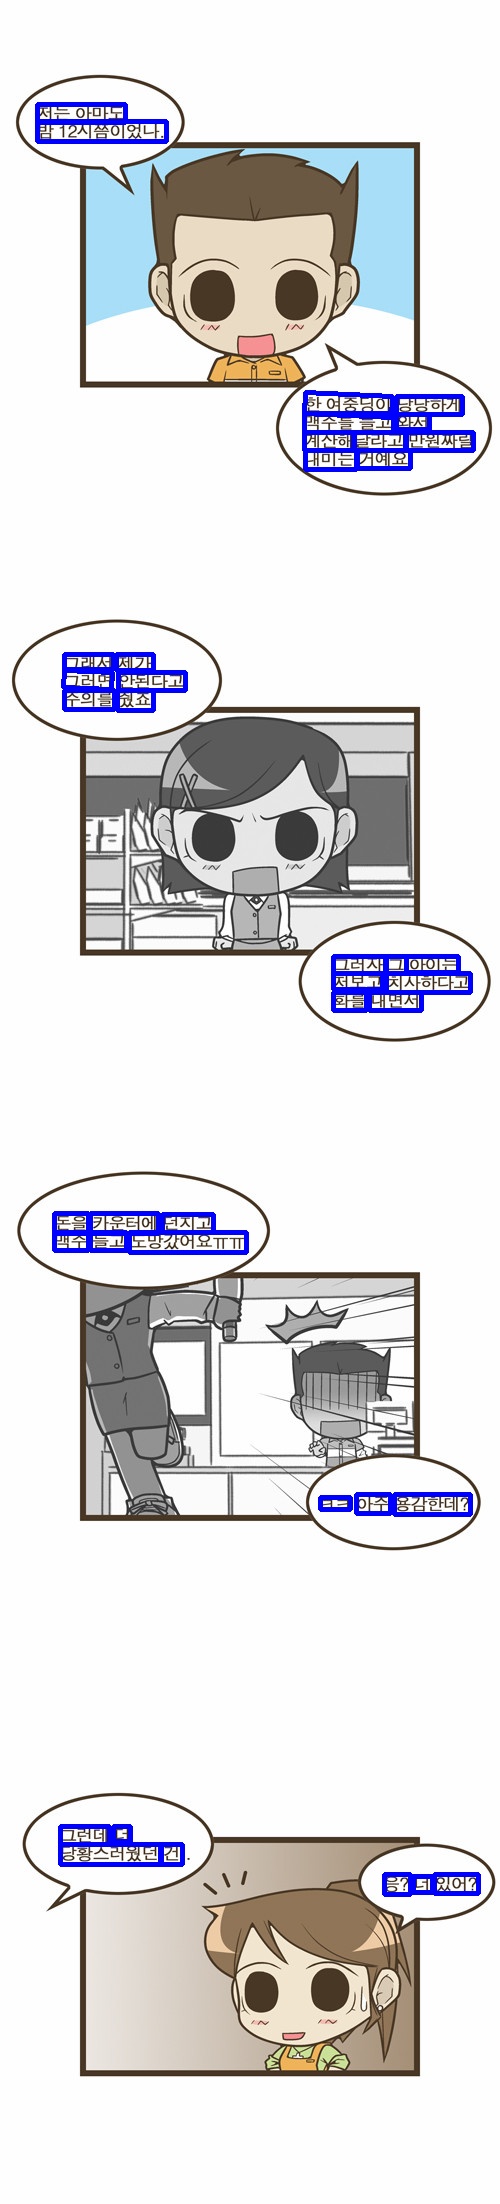 저는 아마도
밤 12시쯤이었나.
한 여중딩이 당당하게
맥주를 들고 와서
계산해달라고 만원짜릴
내미는 거예요
그래서 제가
그러면 안된다고
주의를 줬죠
그러자 그 아이는
저보고 치사하다고
화를 내면서
돈을 카운터에 던지고
맥주 들고 도망갔어요ㅠㅠ
ㅋㅋ 아주 용감한데?
그런데 더
당황스러웠던 건.
응? 더 있어?